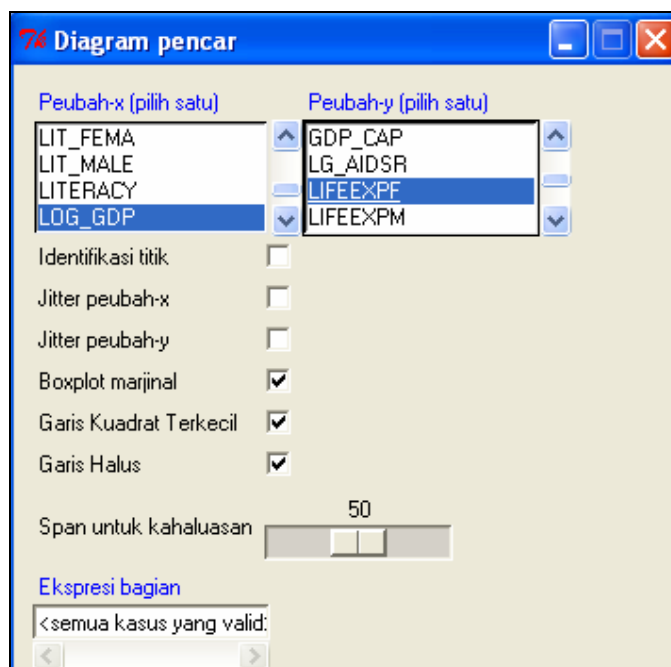 Diagram pencar
Peubah-x (pilih satu) Peubah-y (pilih satu)
LIT_FEMA GDP_CAP
LIT_MALE LG_AIDSR
LITERACY LIFEEXPF
LOG_GDP LIFEEXPM
Identifikasi titik
Jitter peubah-x
Jitter peubah-y
Boxplot marjinal
Garis Kuadrat Terkecil
Garis Halus
50
Span untuk kahaluasan
Ekspresi bagian
<semua kasus yang valid: